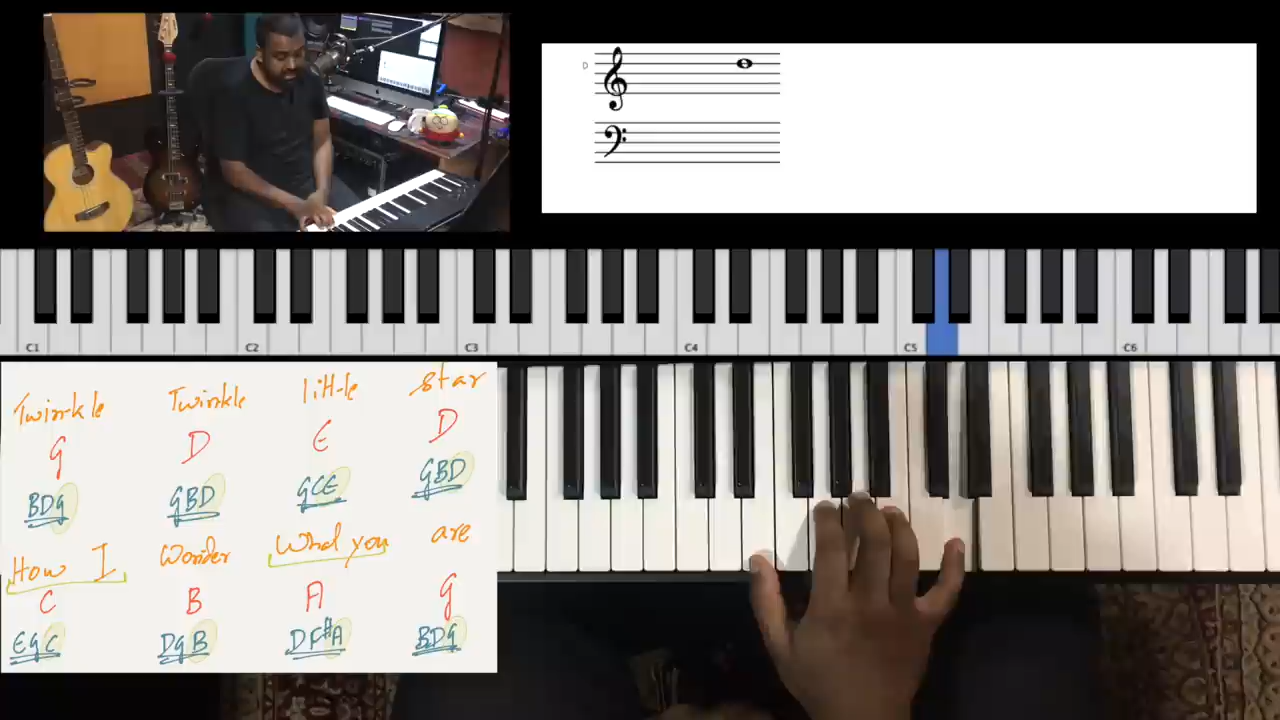 D
C1 C2 C3 C4 C5 C6
Twinkle Twinkle little star
G D E D
BDG GBD GCE GBD
How I Wonder What you are
C B A G
EGC DGB DF#A BDG